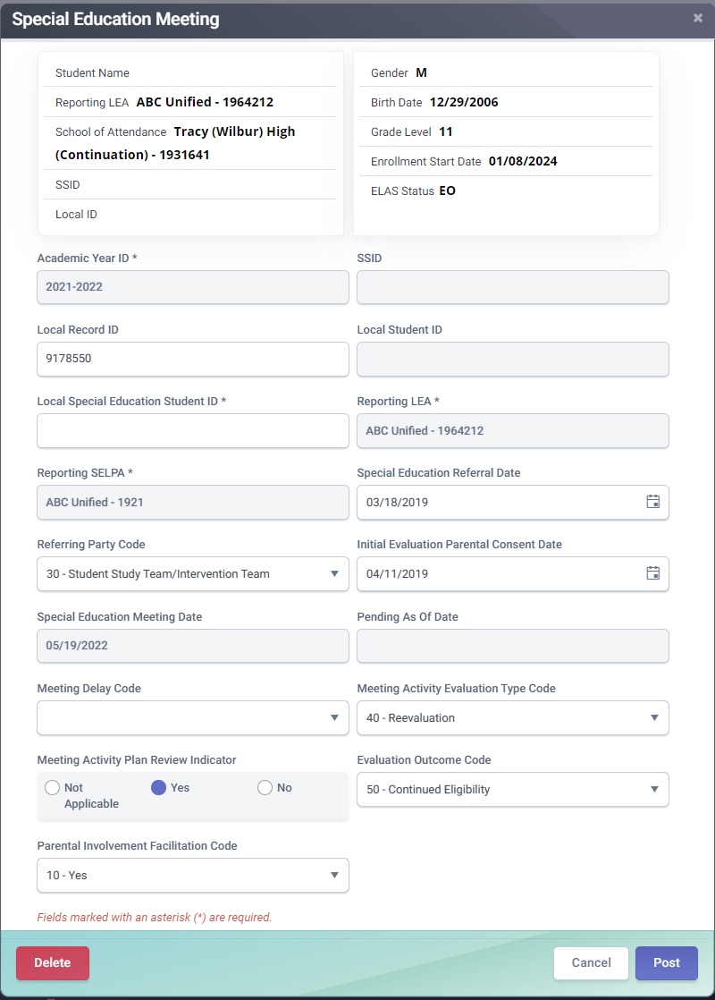 Special Education Meeting
×
Student Name
Reporting LEA ABC Unified - 1964212
School of Attendance Tracy (Wilbur) High
(Continuation) - 1931641
SSID
Local ID
Gender M
Birth Date 12/29/2006
Grade Level 11
Enrollment Start Date 01/08/2024
ELAS Status EO
Academic Year ID *
2021-2022
SSID
Local Record ID
9178550
Local Student ID
Local Special Education Student ID *
Reporting LEA *
ABC Unified - 1964212
Reporting SELPA *
ABC Unified - 1921
Special Education Referral Date
03/18/2019
Referring Party Code
30 - Student Study Team/Intervention Team
Initial Evaluation Parental Consent Date
04/11/2019
Special Education Meeting Date
05/19/2022
Pending As Of Date
Meeting Delay Code
Meeting Activity Evaluation Type Code
40 - Reevaluation
Meeting Activity Plan Review Indicator
Not
Applicable
Yes
No
Evaluation Outcome Code
50 - Continued Eligibility
Parental Involvement Facilitation Code
10 - Yes
Fields marked with an asterisk (*) are required.
Delete
Cancel
Post